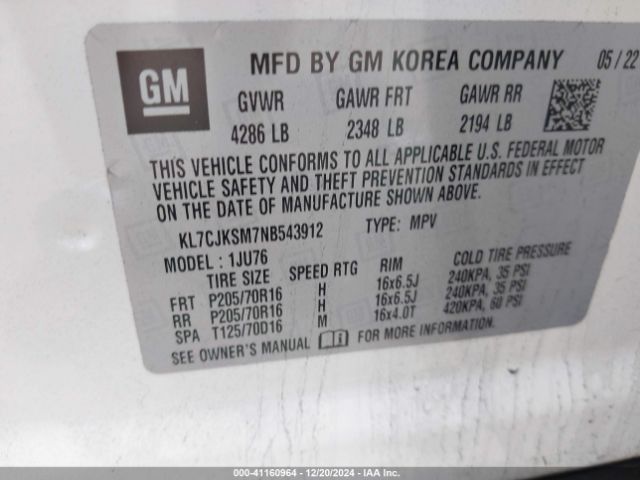 GM
MFD BY GM KOREA COMPANY 05/22
GVWR GAWR FRT GAWR RR
4286 LB 2348 LB 2194 LB
THIS VEHICLE CONFORMS TO ALL APPLICABLE U.S. FEDERAL MOTOR
VEHICLE SAFETY AND THEFT PREVENTION STANDARDS IN EFFECT
ON THE DATE OF MANUFACTURE SHOWN ABOVE.
KL7CJKSM7NB543912 TYPE: MPV
MODEL : 1JU76
TIRE SIZE SPEED RTG RIM COLD TIRE PRESSURE
FRT P205/70R16 H 16x6.5J 240KPA, 35 PSI
RR P205/70R16 H 16x6.5J 240KPA, 35 PSI
SPA T125/70D16 M 16x4.0T 420KPA, 60 PSI
SEE OWNER'S MANUAL FOR MORE INFORMATION.
000-41160964 - 12/20/2024 - IAA Inc.